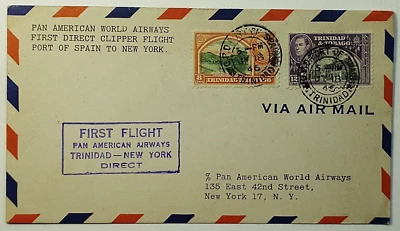 PAN AMERICAN WORLD AIRWAYS
FIRST DIRECT CLIPPER FLIGHT
PORT OF SPAIN TO NEW YORK.
8
TRINIDAD & TOBAGO
TRINIDAD
& TOBAGO
12
TRINIDAD
VIA AIR MAIL
FIRST FLIGHT
PAN AMERICAN AIRWAYS
TRINIDAD—NEW YORK
DIRECT
% Pan American World Airways
135 East 42nd Street,
New York 17, N. Y.